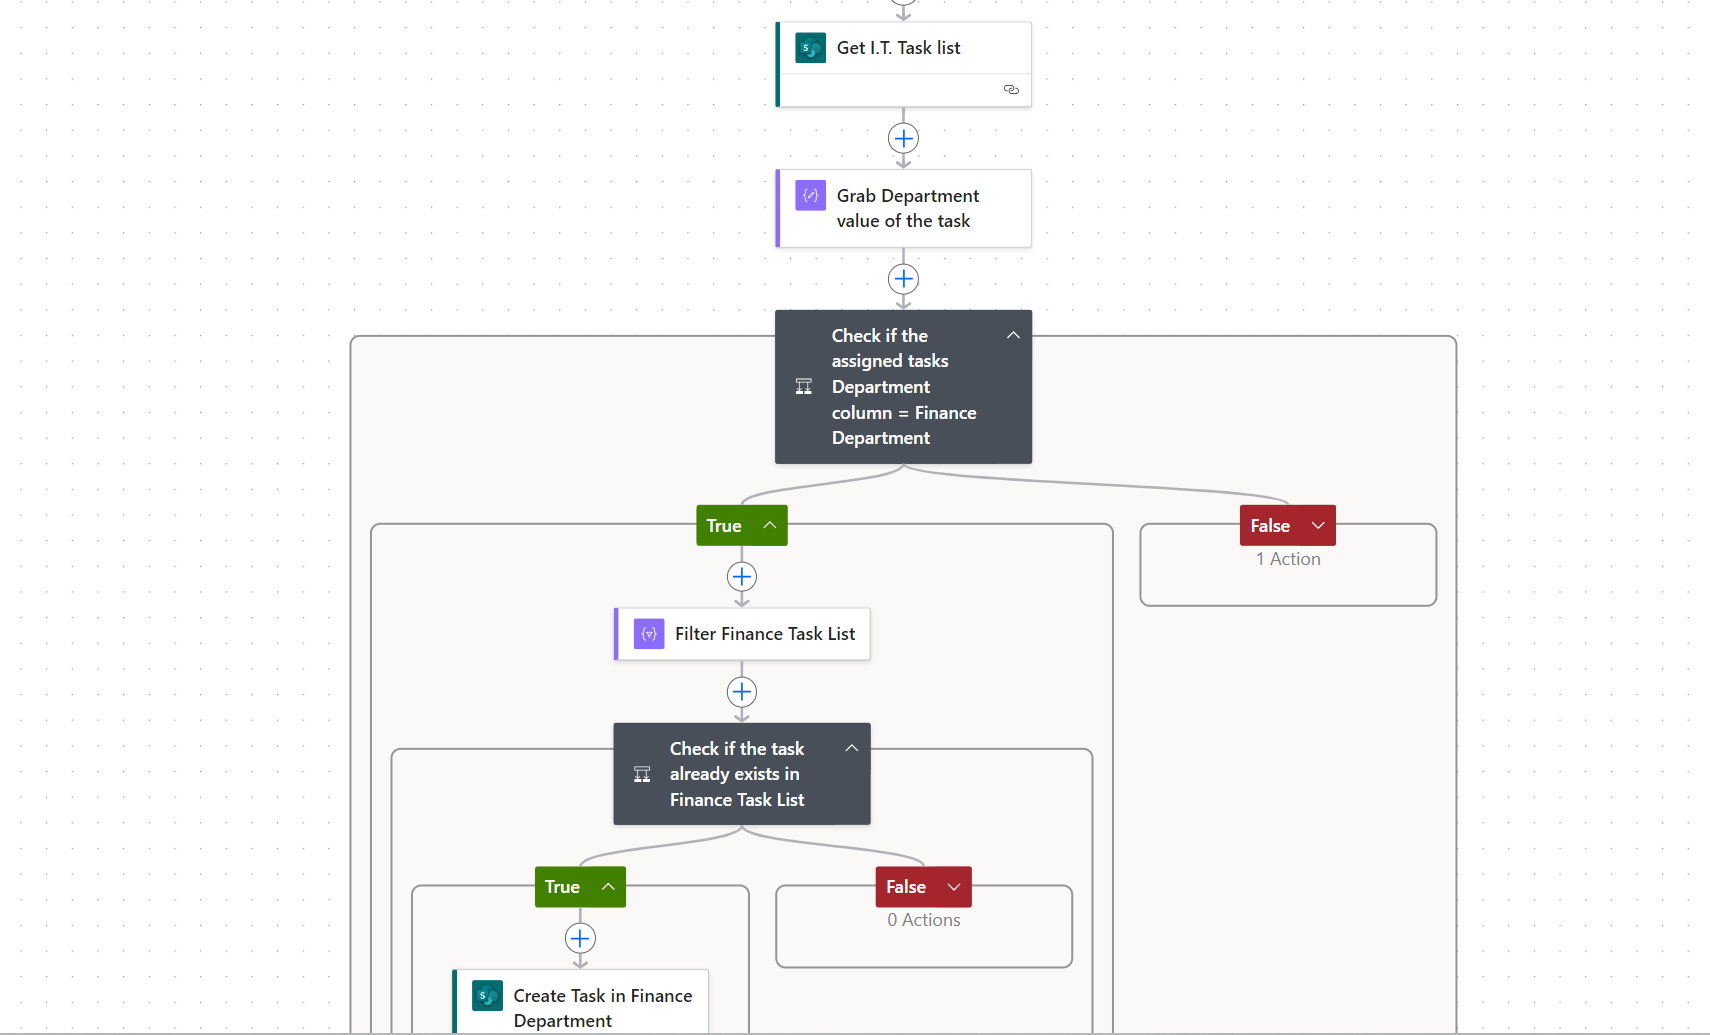 Get I.T. Task list
Grab Department
value of the task
Check if the
assigned tasks
Department
column = Finance
Department
True
False
1 Action
Filter Finance Task List
Check if the task
already exists in
Finance Task List
True
False
0 Actions
Create Task in Finance
Department